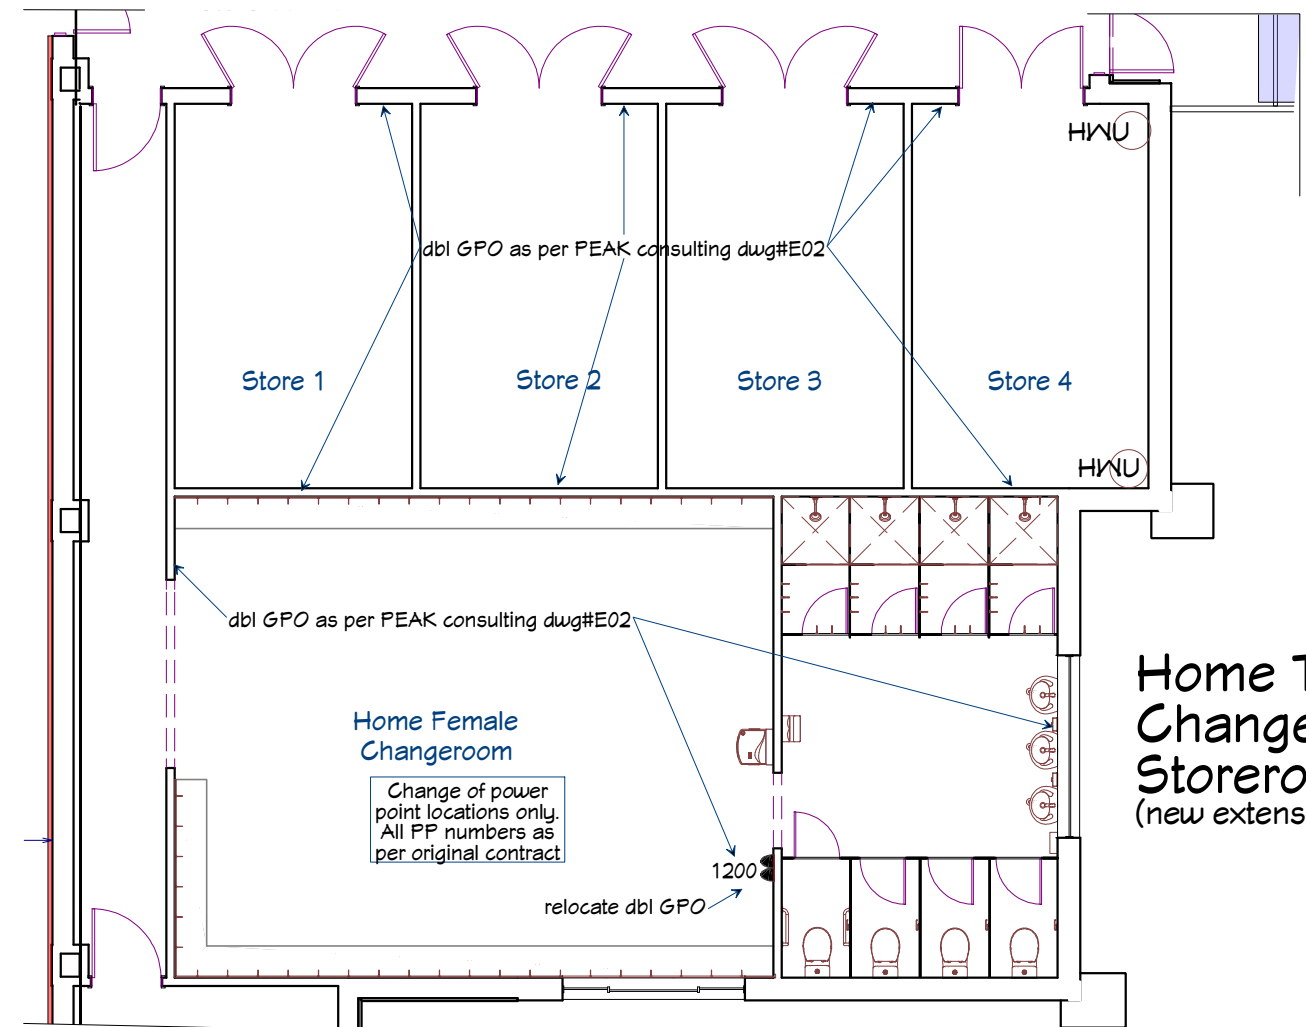 HWU
dbl GPO as per PEAK consulting dwg#E02
Store 1
Store 2
Store 3
Store 4
HWU
dbl GPO as per PEAK consulting dwg#E02
Home T
Change
Storero
(new extens
Home Female
Changeroom
Change of power
point locations only.
All PP numbers as
per original contract
1200
relocate dbl GPO